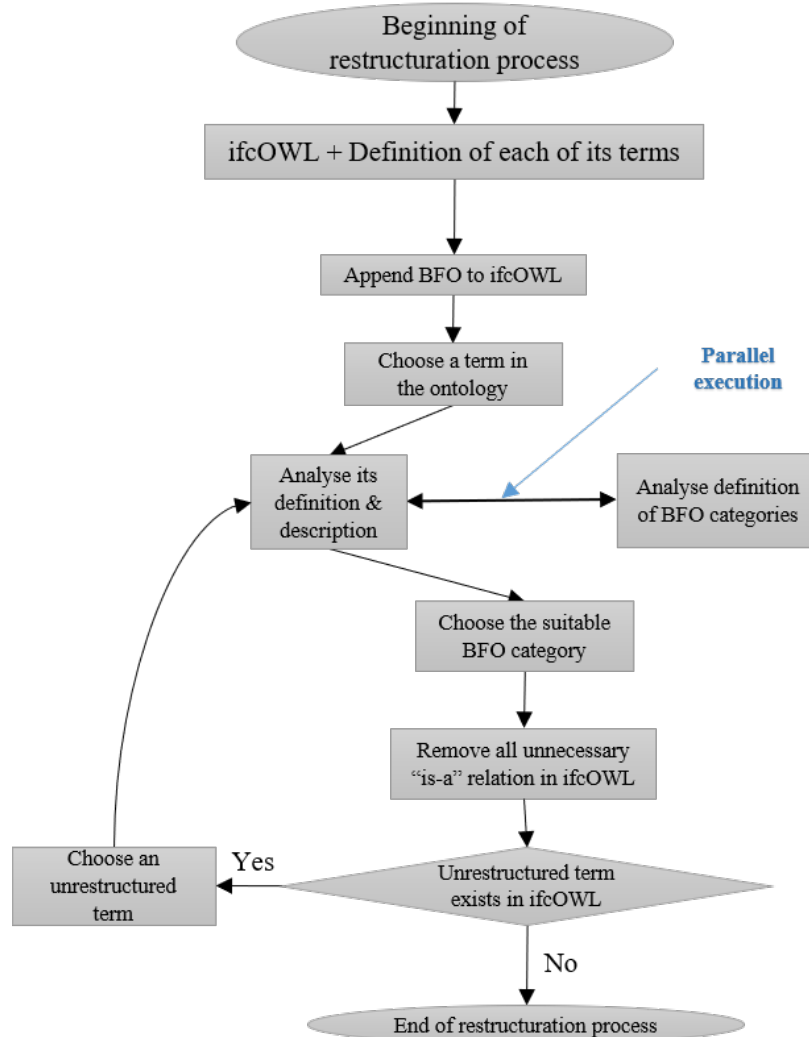 Beginning of
restructuration process
ifcOWL + Definition of each of its terms
Append BFO to ifcOWL
Choose a term in
the ontology
Parallel
execution
Analyse its
definition &
description
Analyse definition
of BFO categories
Choose the suitable
BFO category
Remove all unnecessary
“is-a” relation in ifcOWL
Unrestructured term
exists in ifcOWL
Yes
Choose an
unrestructured
term
No
End of restructuration process